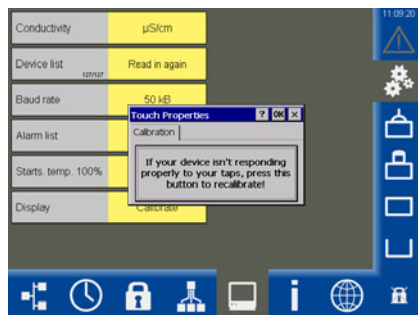 11:09:20
Conductivity µS/cm
Device list 127/127 Read in again
Baud rate 50 kB
Touch Properties ? OK ×
Calibration
Alarm list
If your device isn't responding
properly to your taps, press this
button to recalibrate!
Starts. temp. 100%
Display Calibrate